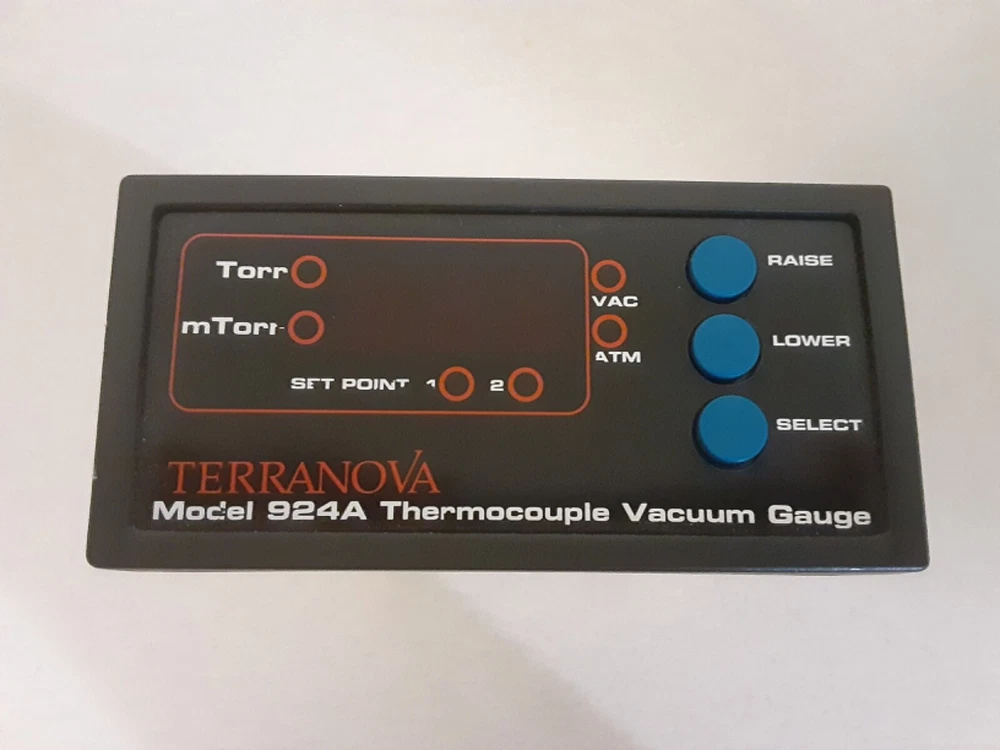 Torr
mTorr
SET POINT 1 2
VAC
ATM
RAISE
LOWER
SELECT
TERRANOVA
Model 924A Thermocouple Vacuum Gauge